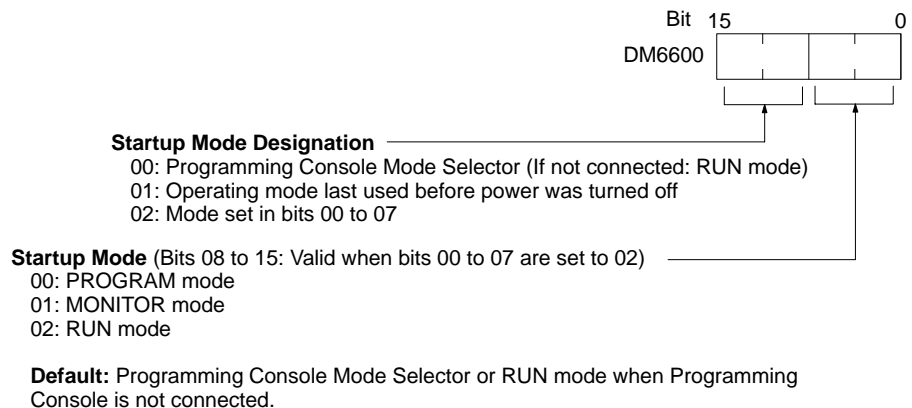 Bit 15 0
DM6600
Startup Mode Designation
00: Programming Console Mode Selector (If not connected: RUN mode)
01: Operating mode last used before power was turned off
02: Mode set in bits 00 to 07
Startup Mode (Bits 08 to 15: Valid when bits 00 to 07 are set to 02)
00: PROGRAM mode
01: MONITOR mode
02: RUN mode
Default: Programming Console Mode Selector or RUN mode when Programming
Console is not connected.